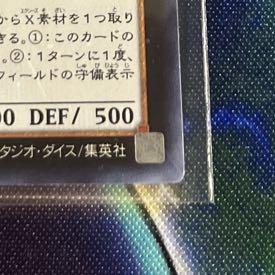 からX素材を1つ取り
きる。①:このカードの
。②:1ターンに1度、
フィールドの守備表示
00 DEF/ 500
タジオ・ダイス/集英社